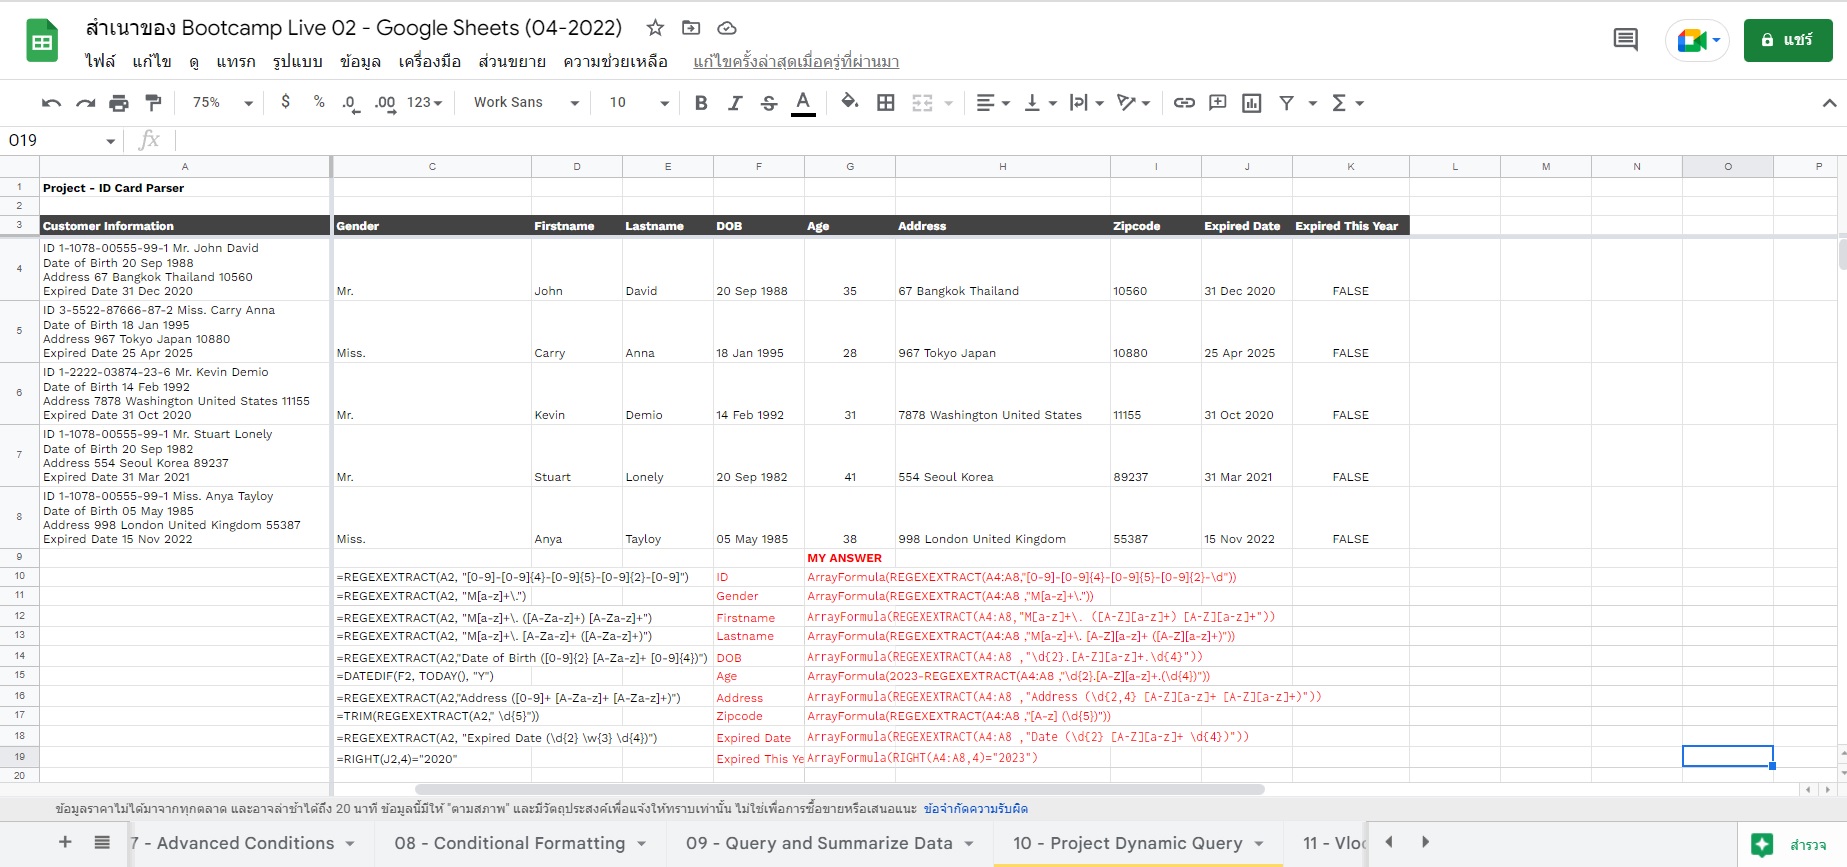 สำเนาของ Bootcamp Live 02 - Google Sheets (04-2022)
ไฟล์ แก้ไข ดู แทรก รูปแบบ ข้อมูล เครื่องมือ ส่วนขยาย ความช่วยเหลือ แก้ไขครั้งล่าสุดเมื่อครู่ที่ผ่านมา
แชร์
75% $ % .0 .00 123 Work Sans 10 B I S A
O19 fx
A C D E F G H I J K L M N O P
1 Project - ID Card Parser
2
3 Customer Information Gender Firstname Lastname DOB Age Address Zipcode Expired Date Expired This Year
ID 1-1078-00555-99-1 Mr. John David
Date of Birth 20 Sep 1988
4 Address 67 Bangkok Thailand 10560
Expired Date 31 Dec 2020 Mr. John David 20 Sep 1988 35 67 Bangkok Thailand 10560 31 Dec 2020 FALSE
ID 3-5522-87666-87-2 Miss. Carry Anna
5 Date of Birth 18 Jan 1995
Address 967 Tokyo Japan 10880
Expired Date 25 Apr 2025 Miss. Carry Anna 18 Jan 1995 28 967 Tokyo Japan 10880 25 Apr 2025 FALSE
ID 1-2222-03874-23-6 Mr. Kevin Demio
6 Date of Birth 14 Feb 1992
Address 7878 Washington United States 11155
Expired Date 31 Oct 2020 Mr. Kevin Demio 14 Feb 1992 31 7878 Washington United States 11155 31 Oct 2020 FALSE
ID 1-1078-00555-99-1 Mr. Stuart Lonely
7 Date of Birth 20 Sep 1982
Address 554 Seoul Korea 89237
Expired Date 31 Mar 2021 Mr. Stuart Lonely 20 Sep 1982 41 554 Seoul Korea 89237 31 Mar 2021 FALSE
ID 1-1078-00555-99-1 Miss. Anya Tayloy
8 Date of Birth 05 May 1985
Address 998 London United Kingdom 55387
Expired Date 15 Nov 2022 Miss. Anya Tayloy 05 May 1985 38 998 London United Kingdom 55387 15 Nov 2022 FALSE
9 MY ANSWER
10 =REGEXEXTRACT(A2, "[0-9]-[0-9]{4}-[0-9]{5}-[0-9]{2}-[0-9]") ID ArrayFormula(REGEXEXTRACT(A4:A8,"[0-9]-[0-9]{4}-[0-9]{5}-[0-9]{2}-\d"))
11 =REGEXEXTRACT(A2, "M[a-z]+\.") Gender ArrayFormula(REGEXEXTRACT(A4:A8 ,"M[a-z]+\."))
12 =REGEXEXTRACT(A2, "M[a-z]+\. ([A-Za-z]+) [A-Za-z]+") Firstname ArrayFormula(REGEXEXTRACT(A4:A8,"M[a-z]+\. ([A-Z][a-z]+) [A-Z][a-z]+"))
13 =REGEXEXTRACT(A2, "M[a-z]+\. [A-Za-z]+ ([A-Za-z]+)") Lastname ArrayFormula(REGEXEXTRACT(A4:A8 ,"M[a-z]+\. [A-Z][a-z]+ ([A-Z][a-z]+)"))
14 =REGEXEXTRACT(A2,"Date of Birth ([0-9]{2} [A-Za-z]+ [0-9]{4})") DOB ArrayFormula(REGEXEXTRACT(A4:A8 ,"\d{2}.[A-Z][a-z]+.\d{4}"))
15 =DATEDIF(F2, TODAY(), "Y") Age ArrayFormula(2023-REGEXEXTRACT(A4:A8 ,"\d{2}.[A-Z][a-z]+.(\d{4})"))
16 =REGEXEXTRACT(A2,"Address ([0-9]+ [A-Za-z]+ [A-Za-z]+)") Address ArrayFormula(REGEXEXTRACT(A4:A8 ,"Address (\d{2,4} [A-Z][a-z]+ [A-Z][a-z]+)"))
17 =TRIM(REGEXEXTRACT(A2," \d{5}")) Zipcode ArrayFormula(REGEXEXTRACT(A4:A8 ,"[A-z] (\d{5})"))
18 =REGEXEXTRACT(A2, "Expired Date (\d{2} \w{3} \d{4})") Expired Date ArrayFormula(REGEXEXTRACT(A4:A8 ,"Date (\d{2} [A-Z][a-z]+ \d{4})"))
19 =RIGHT(J2,4)="2020" Expired This Ye ArrayFormula(RIGHT(A4:A8,4)="2023")
20
ข้อมูลราคาไม่ได้มาจากทุกตลาด และอาจล่าช้าได้ถึง 20 นาที ข้อมูลนี้มีให้ "ตามสภาพ" และมีวัตถุประสงค์เพื่อแจ้งให้ทราบเท่านั้น ไม่ใช่เพื่อการซื้อขายหรือเสนอแนะ ข้อจำกัดความรับผิด
7 - Advanced Conditions 08 - Conditional Formatting 09 - Query and Summarize Data 10 - Project Dynamic Query 11 - Vlo สำรวจ